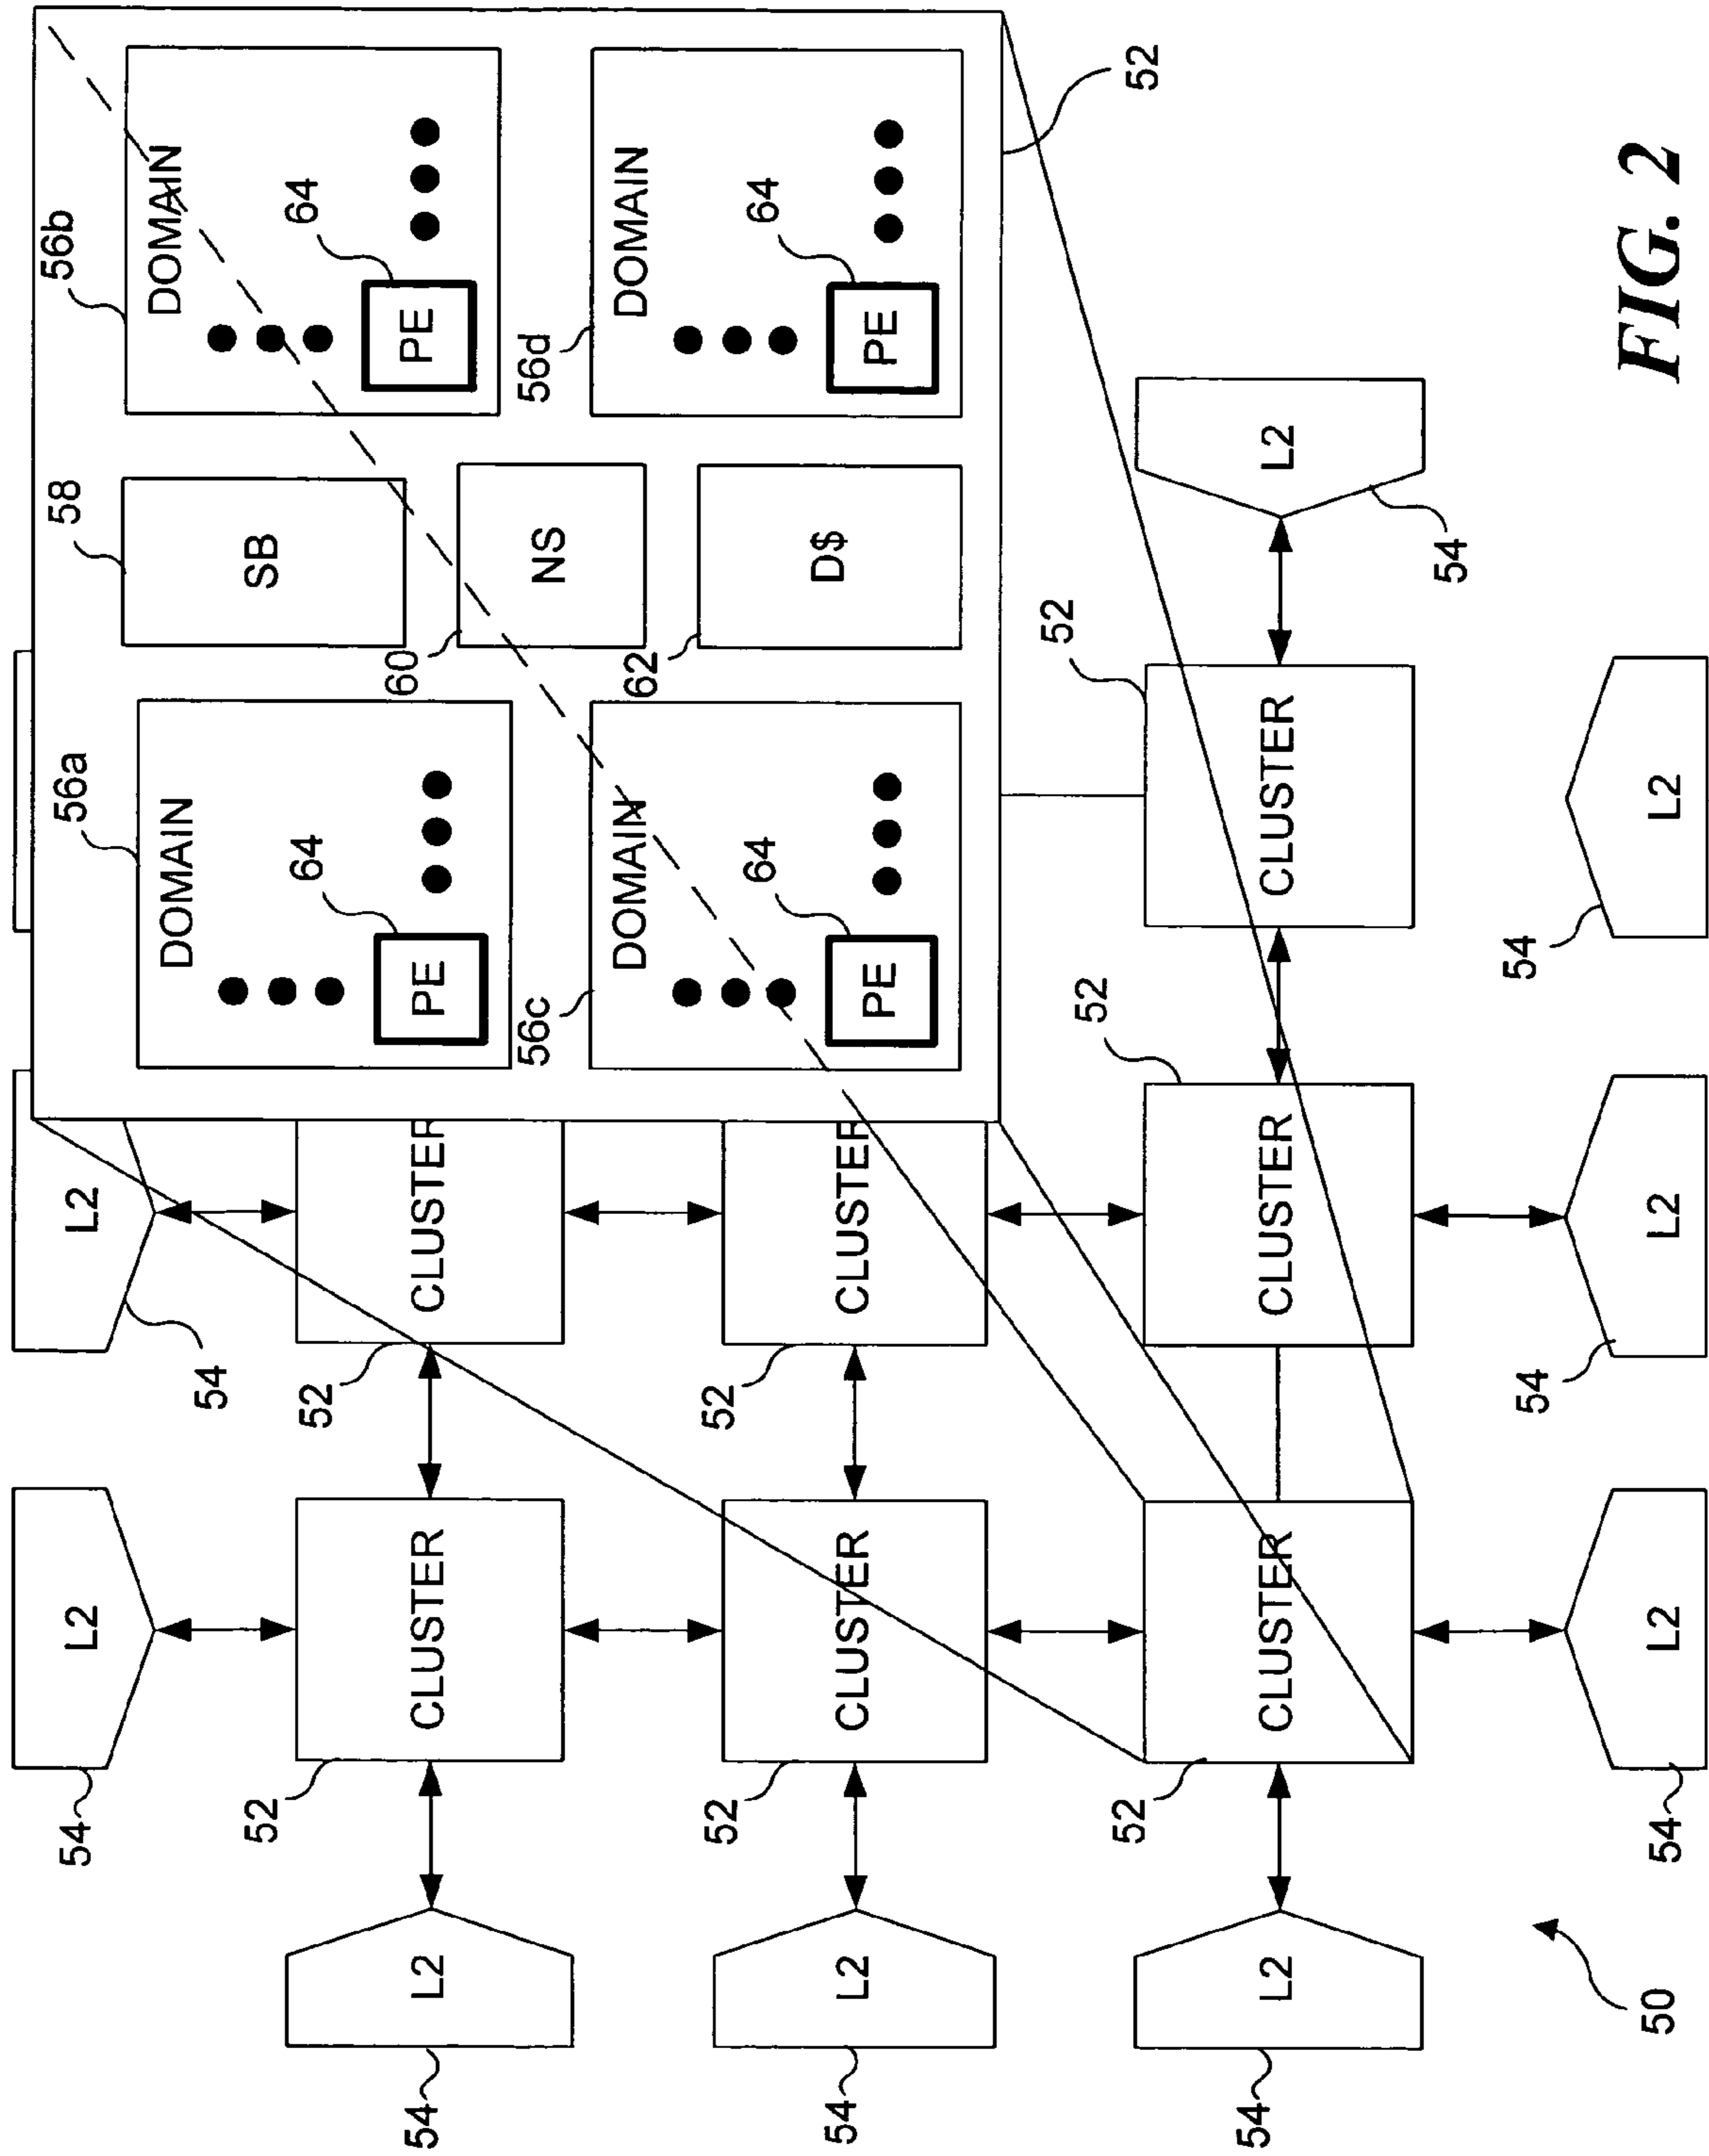 54
L2
L2
56a
58
56b
DOMAIN
DOMAIN
54
52
SB
52
64
64
60
54
L2
CLUSTER
CLUSTER
PE
PE
56c
NS
56d
DOMAIN
62
DOMAIN
52
52
64
64
54
L2
CLUSTER
CLUSTER
PE
D$
PE
52
52
52
52
54
L2
CLUSTER
CLUSTER
CLUSTER
L2
54
54
54
50
54
L2
L2
L2
FIG. 2